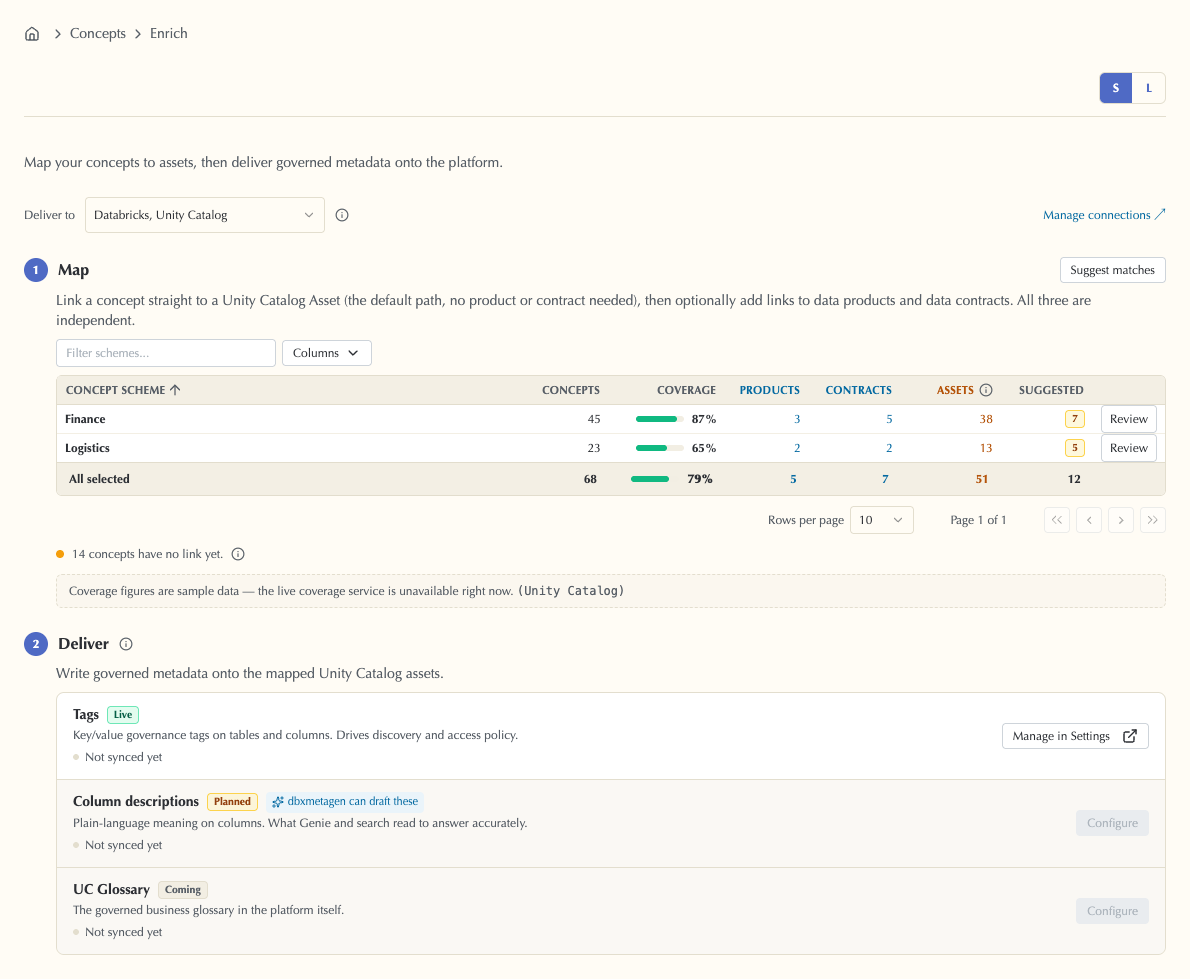 Concepts Enrich
S L
Map your concepts to assets, then deliver governed metadata onto the platform.
Deliver to Databricks, Unity Catalog Manage connections
1 Map Suggest matches
Link a concept straight to a Unity Catalog Asset (the default path, no product or contract needed), then optionally add links to data products and data contracts. All three are
independent.
Filter schemes... Columns
CONCEPT SCHEME CONCEPTS COVERAGE PRODUCTS CONTRACTS ASSETS SUGGESTED
Finance 45 87% 3 5 38 7 Review
Logistics 23 65% 2 2 13 5 Review
All selected 68 79% 5 7 51 12
Rows per page 10 Page 1 of 1
14 concepts have no link yet.
Coverage figures are sample data — the live coverage service is unavailable right now. (Unity Catalog)
2 Deliver
Write governed metadata onto the mapped Unity Catalog assets.
Tags Live
Key/value governance tags on tables and columns. Drives discovery and access policy.
Manage in Settings
Not synced yet
Column descriptions Planned dbxmetagen can draft these
Plain-language meaning on columns. What Genie and search read to answer accurately.
Configure
Not synced yet
UC Glossary Coming
The governed business glossary in the platform itself.
Configure
Not synced yet